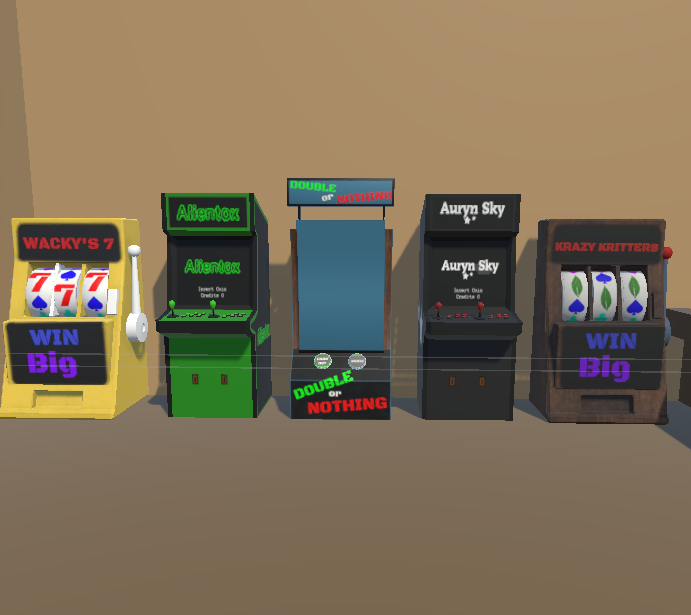 WACKY'S 7
WIN
Big
Alientox
Alientox
Insert Coin
Credits 0
Alientox
DOUBLE
or
NOTHING
DOUBLE
or
NOTHING
Auryn Sky
Auryn Sky
Insert Coin
Credits 0
KRAZY KRITTERS
WIN
Big